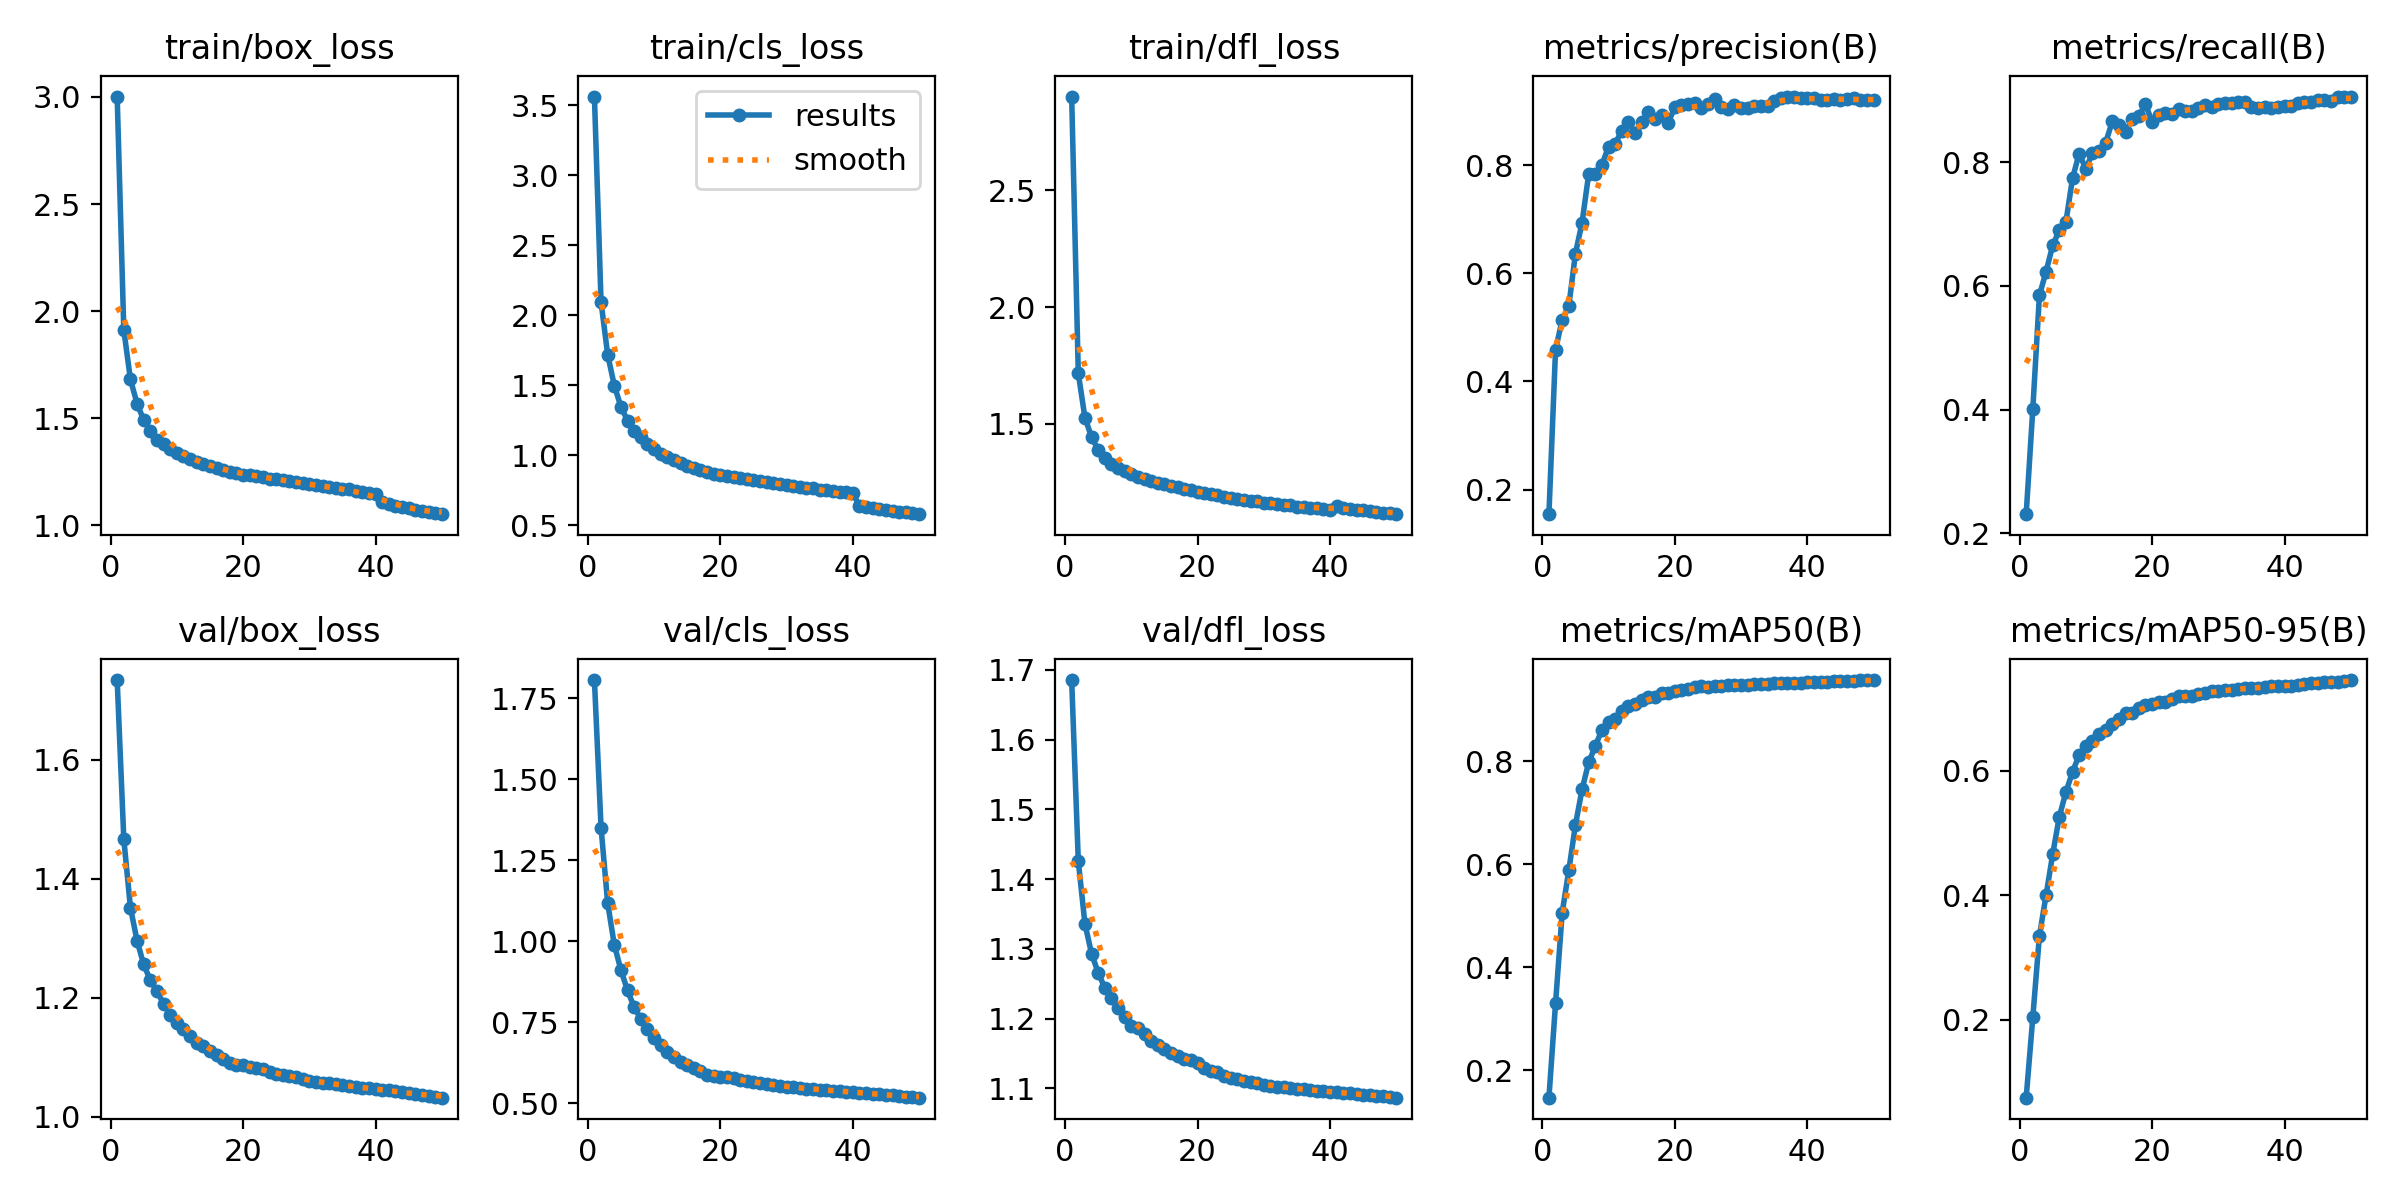 train/box_loss
train/cls_loss
train/dfl_loss
metrics/precision(B)
metrics/recall(B)
3.0
2.5
2.0
1.5
1.0
0 20 40
3.5
3.0
2.5
2.0
1.5
1.0
0.5
0 20 40
results
smooth
2.5
2.0
1.5
0 20 40
0.8
0.6
0.4
0.2
0 20 40
0.8
0.6
0.4
0.2
0 20 40
val/box_loss
val/cls_loss
val/dfl_loss
metrics/mAP50(B)
metrics/mAP50-95(B)
1.6
1.4
1.2
1.0
0 20 40
1.75
1.50
1.25
1.00
0.75
0.50
0 20 40
1.7
1.6
1.5
1.4
1.3
1.2
1.1
0 20 40
0.8
0.6
0.4
0.2
0 20 40
0.6
0.4
0.2
0 20 40